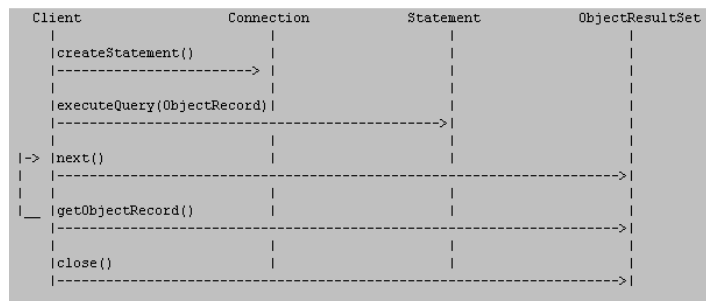 Client Connection Statement ObjectResultSet
createStatement()
executeQuery(ObjectRecord)
next()
getObjectRecord()
close()